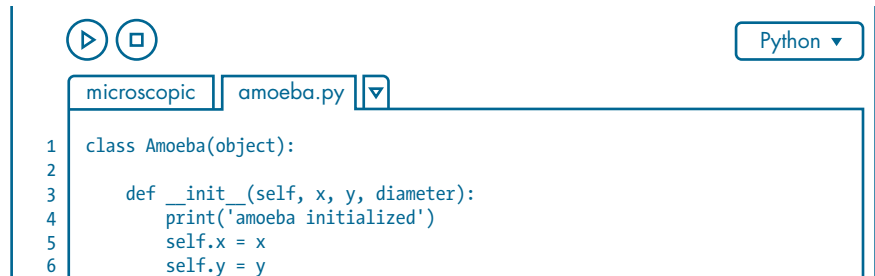 Python
microscopic amoeba.py
1 class Amoeba(object):
2
3 def __init__(self, x, y, diameter):
4 print('amoeba initialized')
5 self.x = x
6 self.y = y